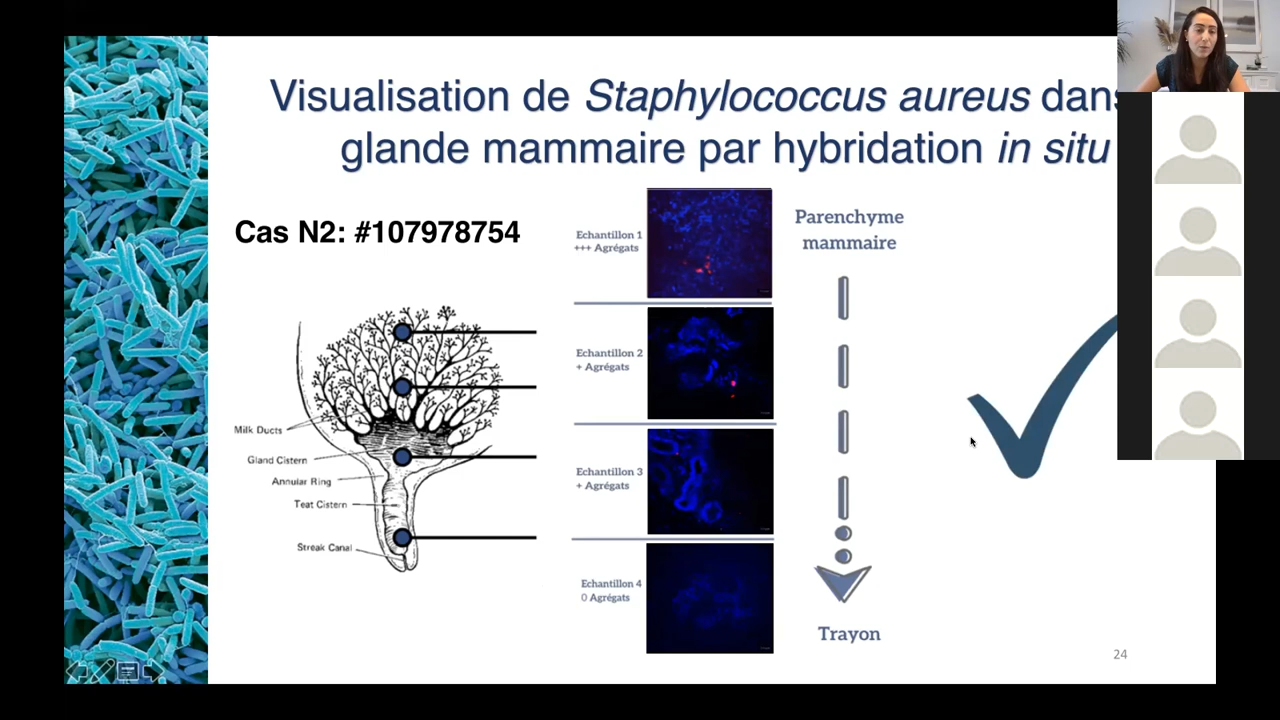 Visualisation de Staphylococcus aureus dans
glande mammaire par hybridation in situ
Cas N2: #107978754
Echantillon 1
+++ Agrégats
Parenchyme
mammaire
Echantillon 2
+ Agrégats
Milk Ducts
Gland Cistern
Annular Ring
Teat Cistern
Streak Canal
Echantillon 3
+ Agrégats
Echantillon 4
0 Agrégats
Trayon
24